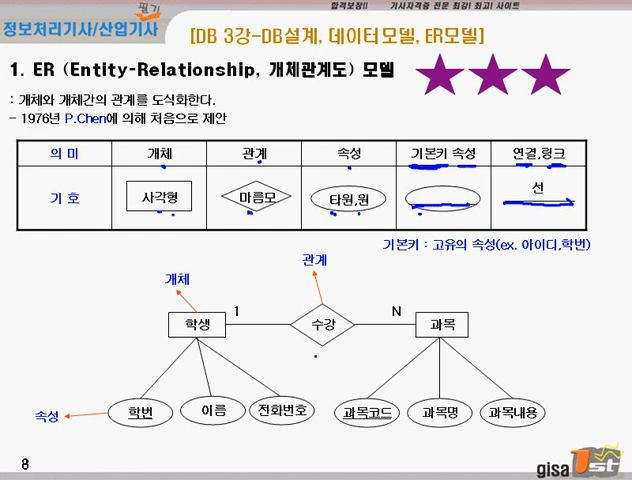 합격보장!! 기사자격증 전문 최강! 최고! 사이트
필기
정보처리기사/산업기사
[DB 3강-DB설계, 데이터모델, ER모델]
1. ER (Entity-Relationship, 개체관계도) 모델
: 개체와 개체간의 관계를 도식화한다.
- 1976년 P.Chen에 의해 처음으로 제안
의 미 개체 관계 속성 기본키 속성 연결,링크
기 호 사각형 마름모 타원,원 선
기본키 : 고유의 속성(ex. 아이디,학번)
관계
개체
학생 1 수강 N 과목
속성 학번 이름 전화번호 과목코드 과목명 과목내용
8
gisa 1st